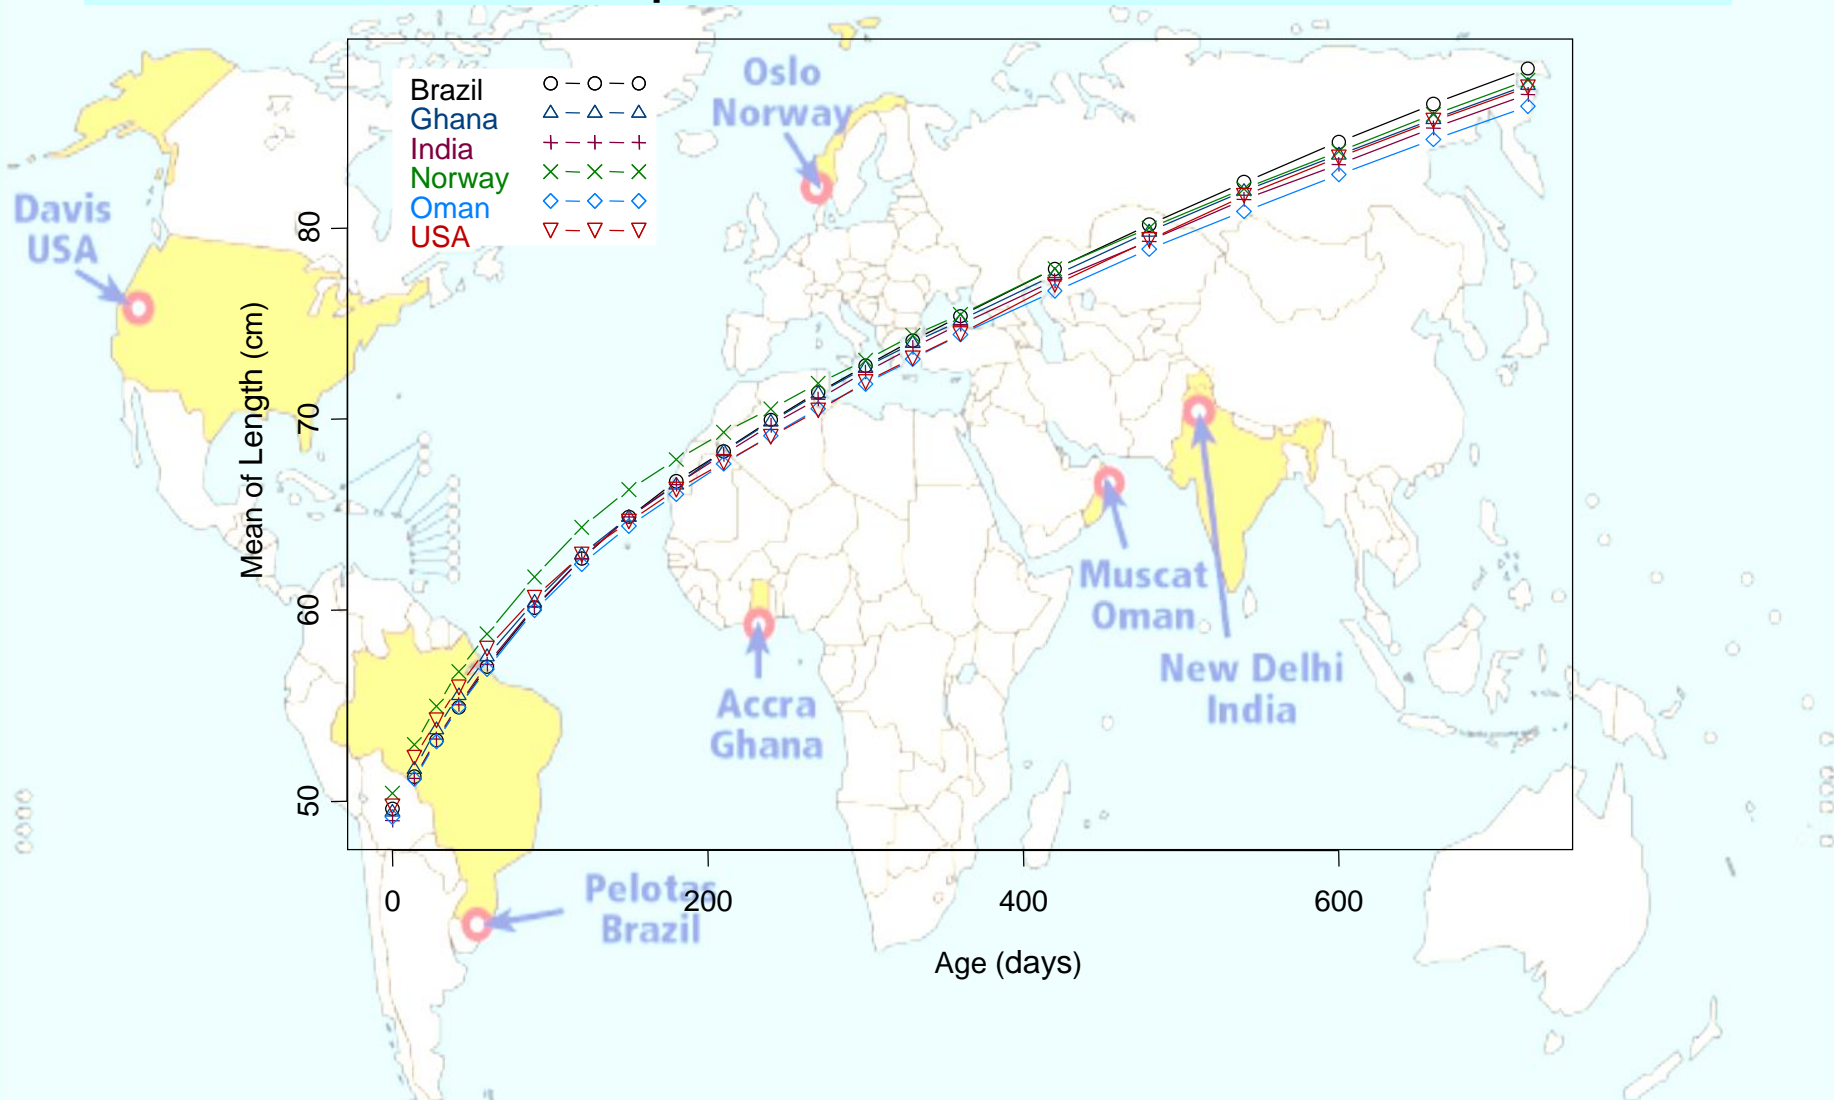 Brazil
Ghana
India
Norway
Oman
USA
Oslo
Norway
Davis
USA
Mean of Length (cm)
80
70
60
50
Muscat
Oman
New Delhi
India
Accra
Ghana
Pelotas
Brazil
0
200
400
600
Age (days)